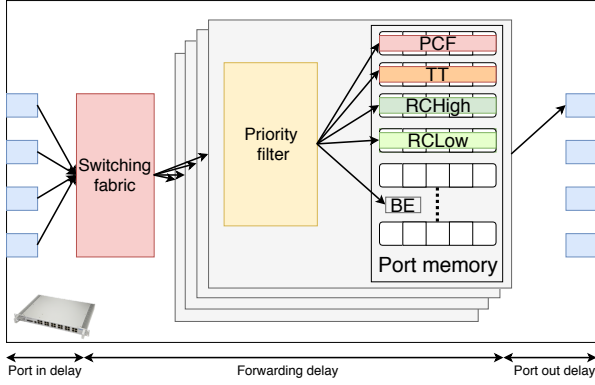 PCF
TT
RCHigh
RCLow
BE
Priority
filter
Switching
fabric
Port memory
Port in delay
Forwarding delay
Port out delay